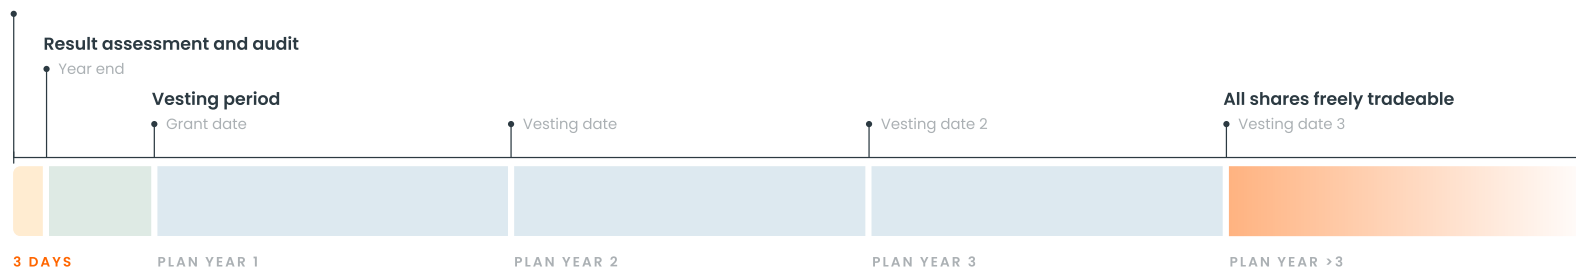 Result assessment and audit
Year end
Vesting period
Grant date
Vesting date
Vesting date 2
All shares freely tradeable
Vesting date 3
3 DAYS
PLAN YEAR 1
PLAN YEAR 2
PLAN YEAR 3
PLAN YEAR >3